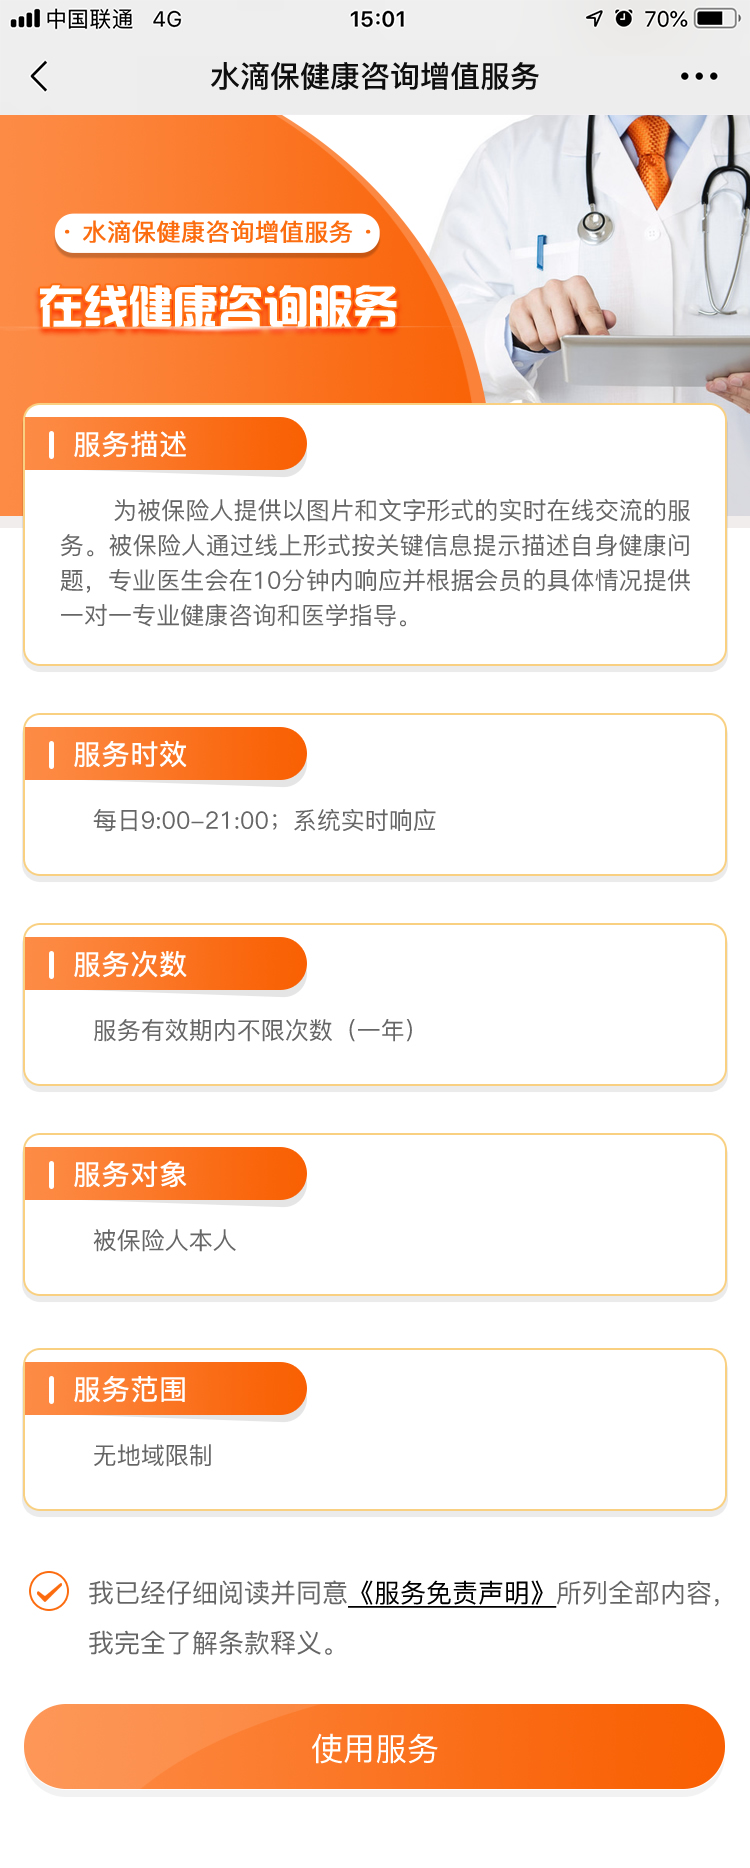 中国联通 4G 15:01 70%
水滴保健康咨询增值服务
· 水滴保健康咨询增值服务 ·
在线健康咨询服务
服务描述
为被保险人提供以图片和文字形式的实时在线交流的服
务。被保险人通过线上形式按关键信息提示描述自身健康问
题，专业医生会在10分钟内响应并根据会员的具体情况提供
一对一专业健康咨询和医学指导。
服务时效
每日9:00-21:00；系统实时响应
服务次数
服务有效期内不限次数（一年）
服务对象
被保险人本人
服务范围
无地域限制
我已经仔细阅读并同意《服务免责声明》所列全部内容，
我完全了解条款释义。
使用服务